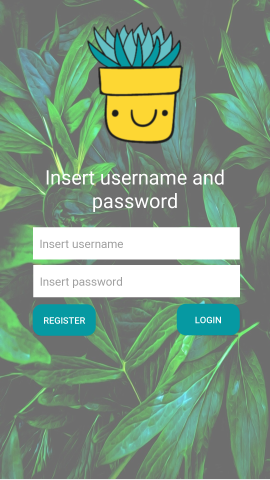 Insert username and
password
Insert username
Insert password
REGISTER LOGIN